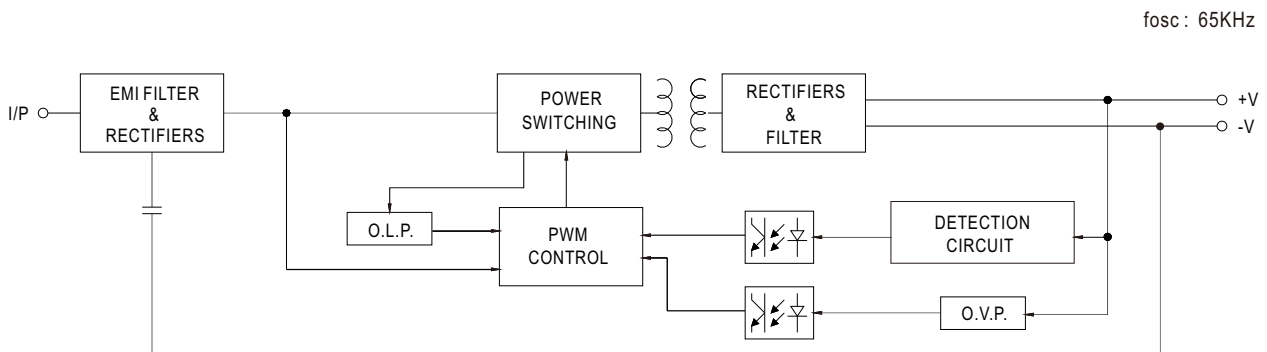 fosc : 65KHz
I/P
EMI FILTER
&
RECTIFIERS
POWER
SWITCHING
RECTIFIERS
&
FILTER
+V
-V
O.L.P.
PWM
CONTROL
DETECTION
CIRCUIT
O.V.P.